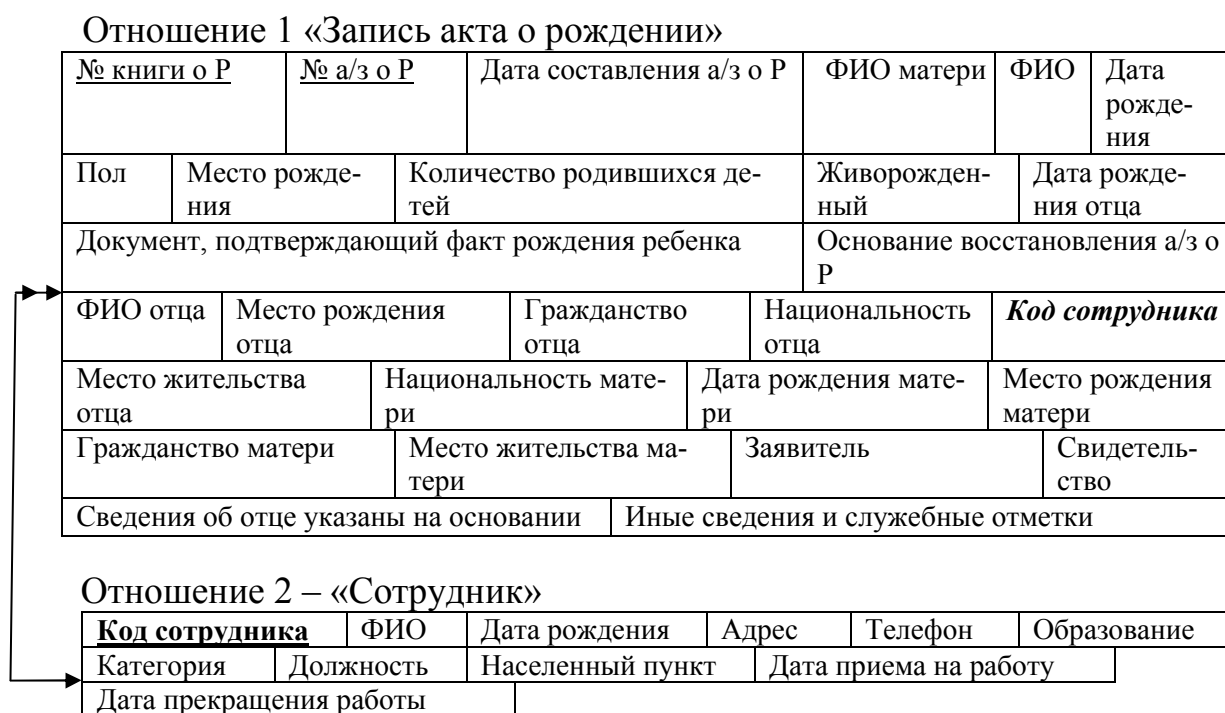 Отношение 1 «Запись акта о рождении»
№ книги о Р № а/з о Р Дата составления а/з о Р ФИО матери ФИО Дата
рожде-
ния
Пол Место рожде- Количество родившихся де- Живорожден- Дата рожде-
ния тей ный ния отца
Документ, подтверждающий факт рождения ребенка Основание восстановления а/з о
Р
ФИО отца Место рождения Гражданство Национальность Код сотрудника
отца отца отца
Место жительства Национальность мате- Дата рождения мате- Место рождения
отца ри ри матери
Гражданство матери Место жительства ма- Заявитель Свидетель-
тери ство
Сведения об отце указаны на основании Иные сведения и служебные отметки
Отношение 2 – «Сотрудник»
Код сотрудника ФИО Дата рождения Адрес Телефон Образование
Категория Должность Населенный пункт Дата приема на работу
Дата прекращения работы